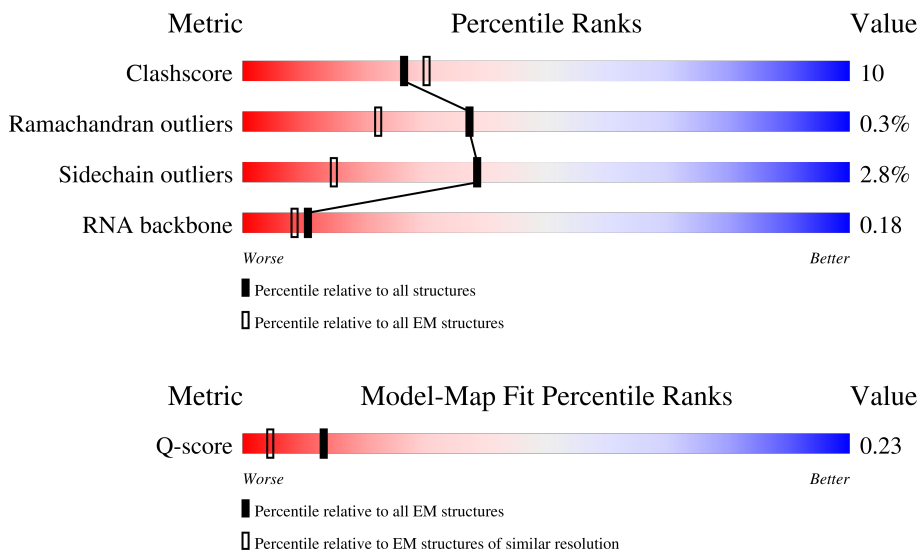 Metric Percentile Ranks Value
Clashscore 10
Ramachandran outliers 0.3%
Sidechain outliers 2.8%
RNA backbone 0.18
Worse Better
Percentile relative to all structures
Percentile relative to all EM structures
Metric Model-Map Fit Percentile Ranks Value
Q-score 0.23
Worse Better
Percentile relative to all EM structures
Percentile relative to EM structures of similar resolution